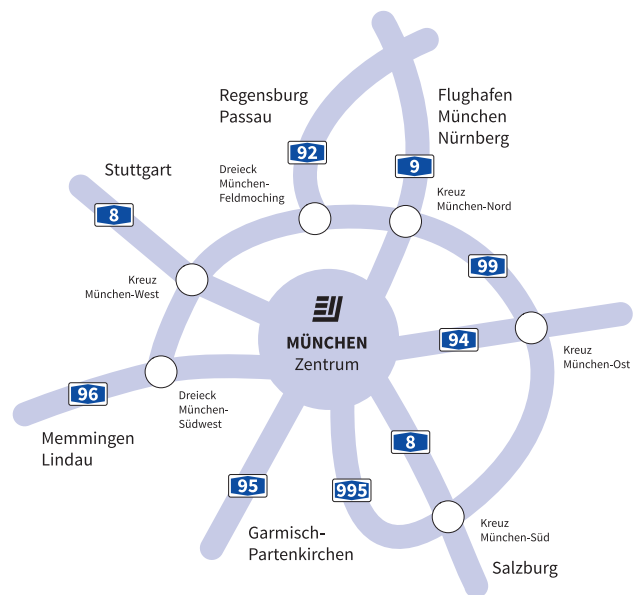 Regensburg
Passau
Flughafen
München
Nürnberg
92
9
Stuttgart
8
Dreieck
München-
Feldmoching
Kreuz
München-Nord
99
Kreuz
München-West
MÜNCHEN
Zentrum
94
Kreuz
München-Ost
96
Dreieck
München-
Südwest
Memmingen
Lindau
8
95
995
Garmisch-
Partenkirchen
Kreuz
München-Süd
Salzburg